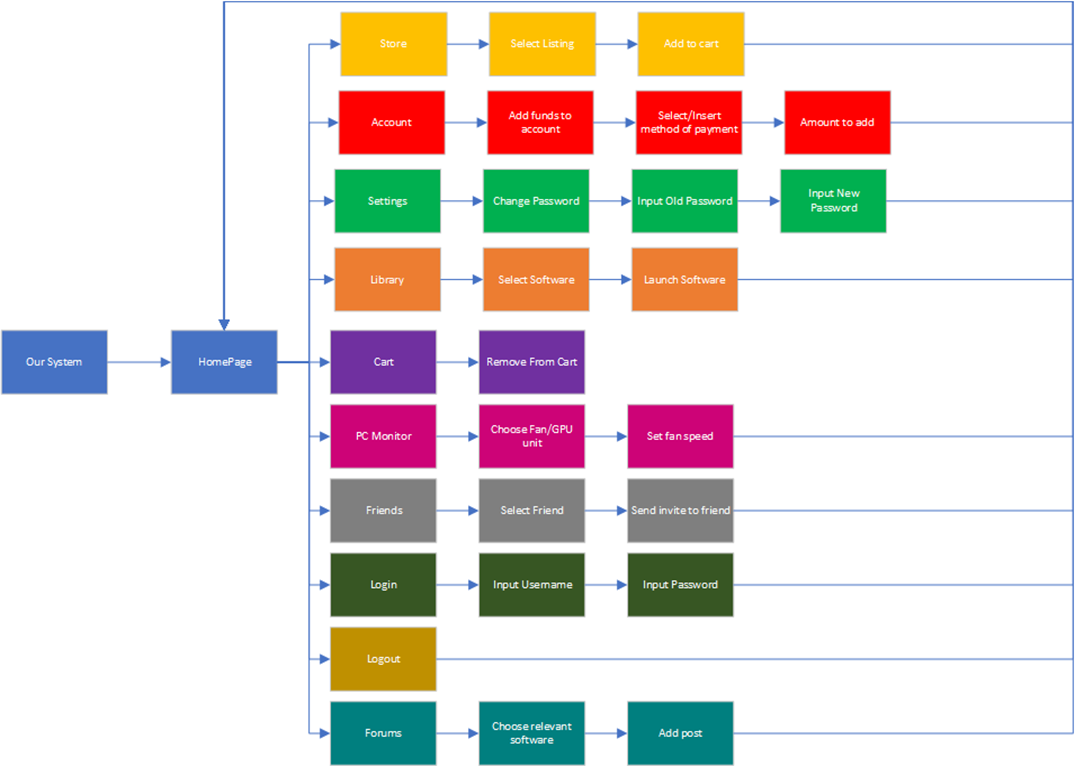 Store
Select Listing
Add to cart
Account
Add funds to
account
Select/Insert
method of payment
Amount to add
Settings
Change Password
Input Old Password
Input New
Password
Library
Select Software
Launch Software
Our System
HomePage
Cart
Remove From Cart
PC Monitor
Choose Fan/GPU
unit
Set fan speed
Friends
Select Friend
Send invite to friend
Login
Input Username
Input Password
Logout
Forums
Choose relevant
software
Add post